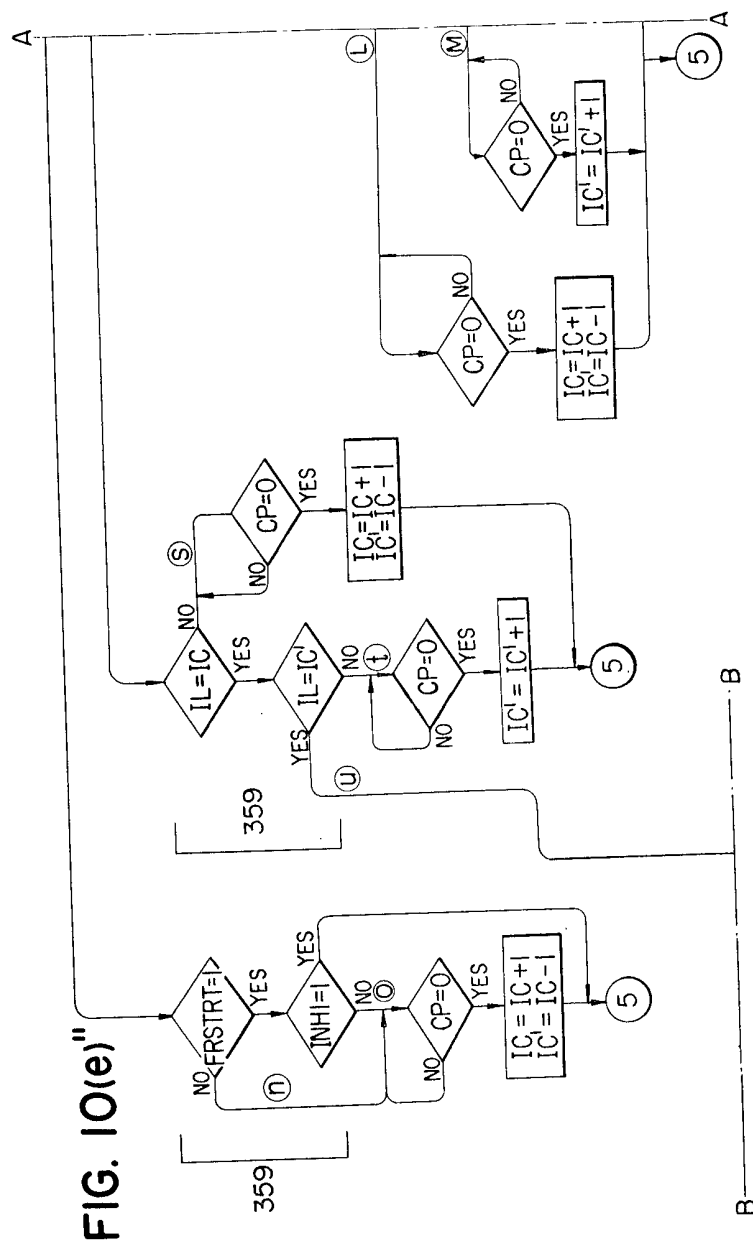 FIG. 10(e)"
A
A
359
FRSTRT=1
NO
YES
n
INHI=1
YES
NO
O
CP=0
NO
YES
IC=IC+1
IC'=IC-1
5
359
IL=IC
NO
YES
S
CP=0
NO
YES
IC=IC+1
IC'=IC-1
IL=IC'
YES
NO
u
t
CP=0
NO
YES
IC'=IC'+1
5
L
CP=0
NO
YES
IC=IC+1
IC'=IC-1
M
CP=0
NO
YES
IC'=IC'+1
5
B
B